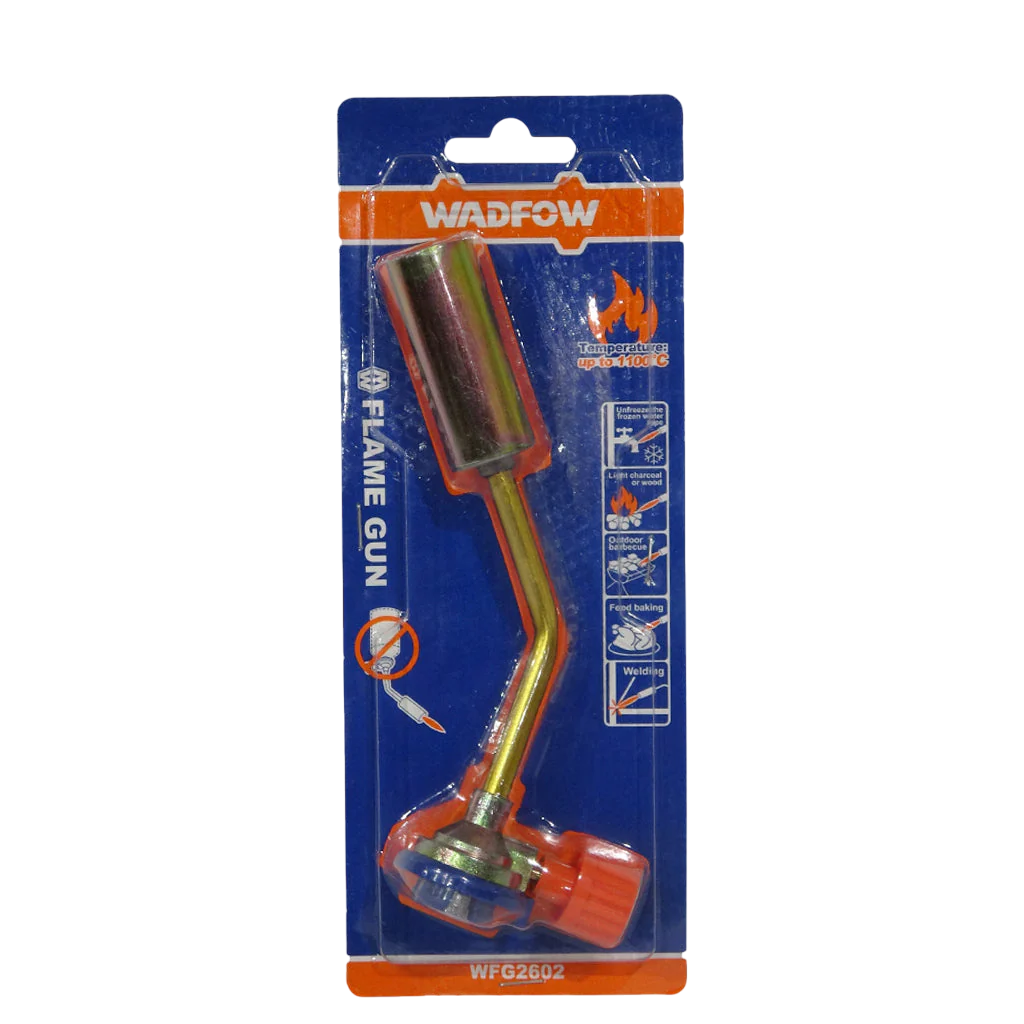 WADFOW
Temperature:
up to 1100°C
FLAME GUN
Unfreeze the
frozen water
pipe
Light charcoal
or wood
Outdoor
barbecue
Food baking
Welding
WFG2602